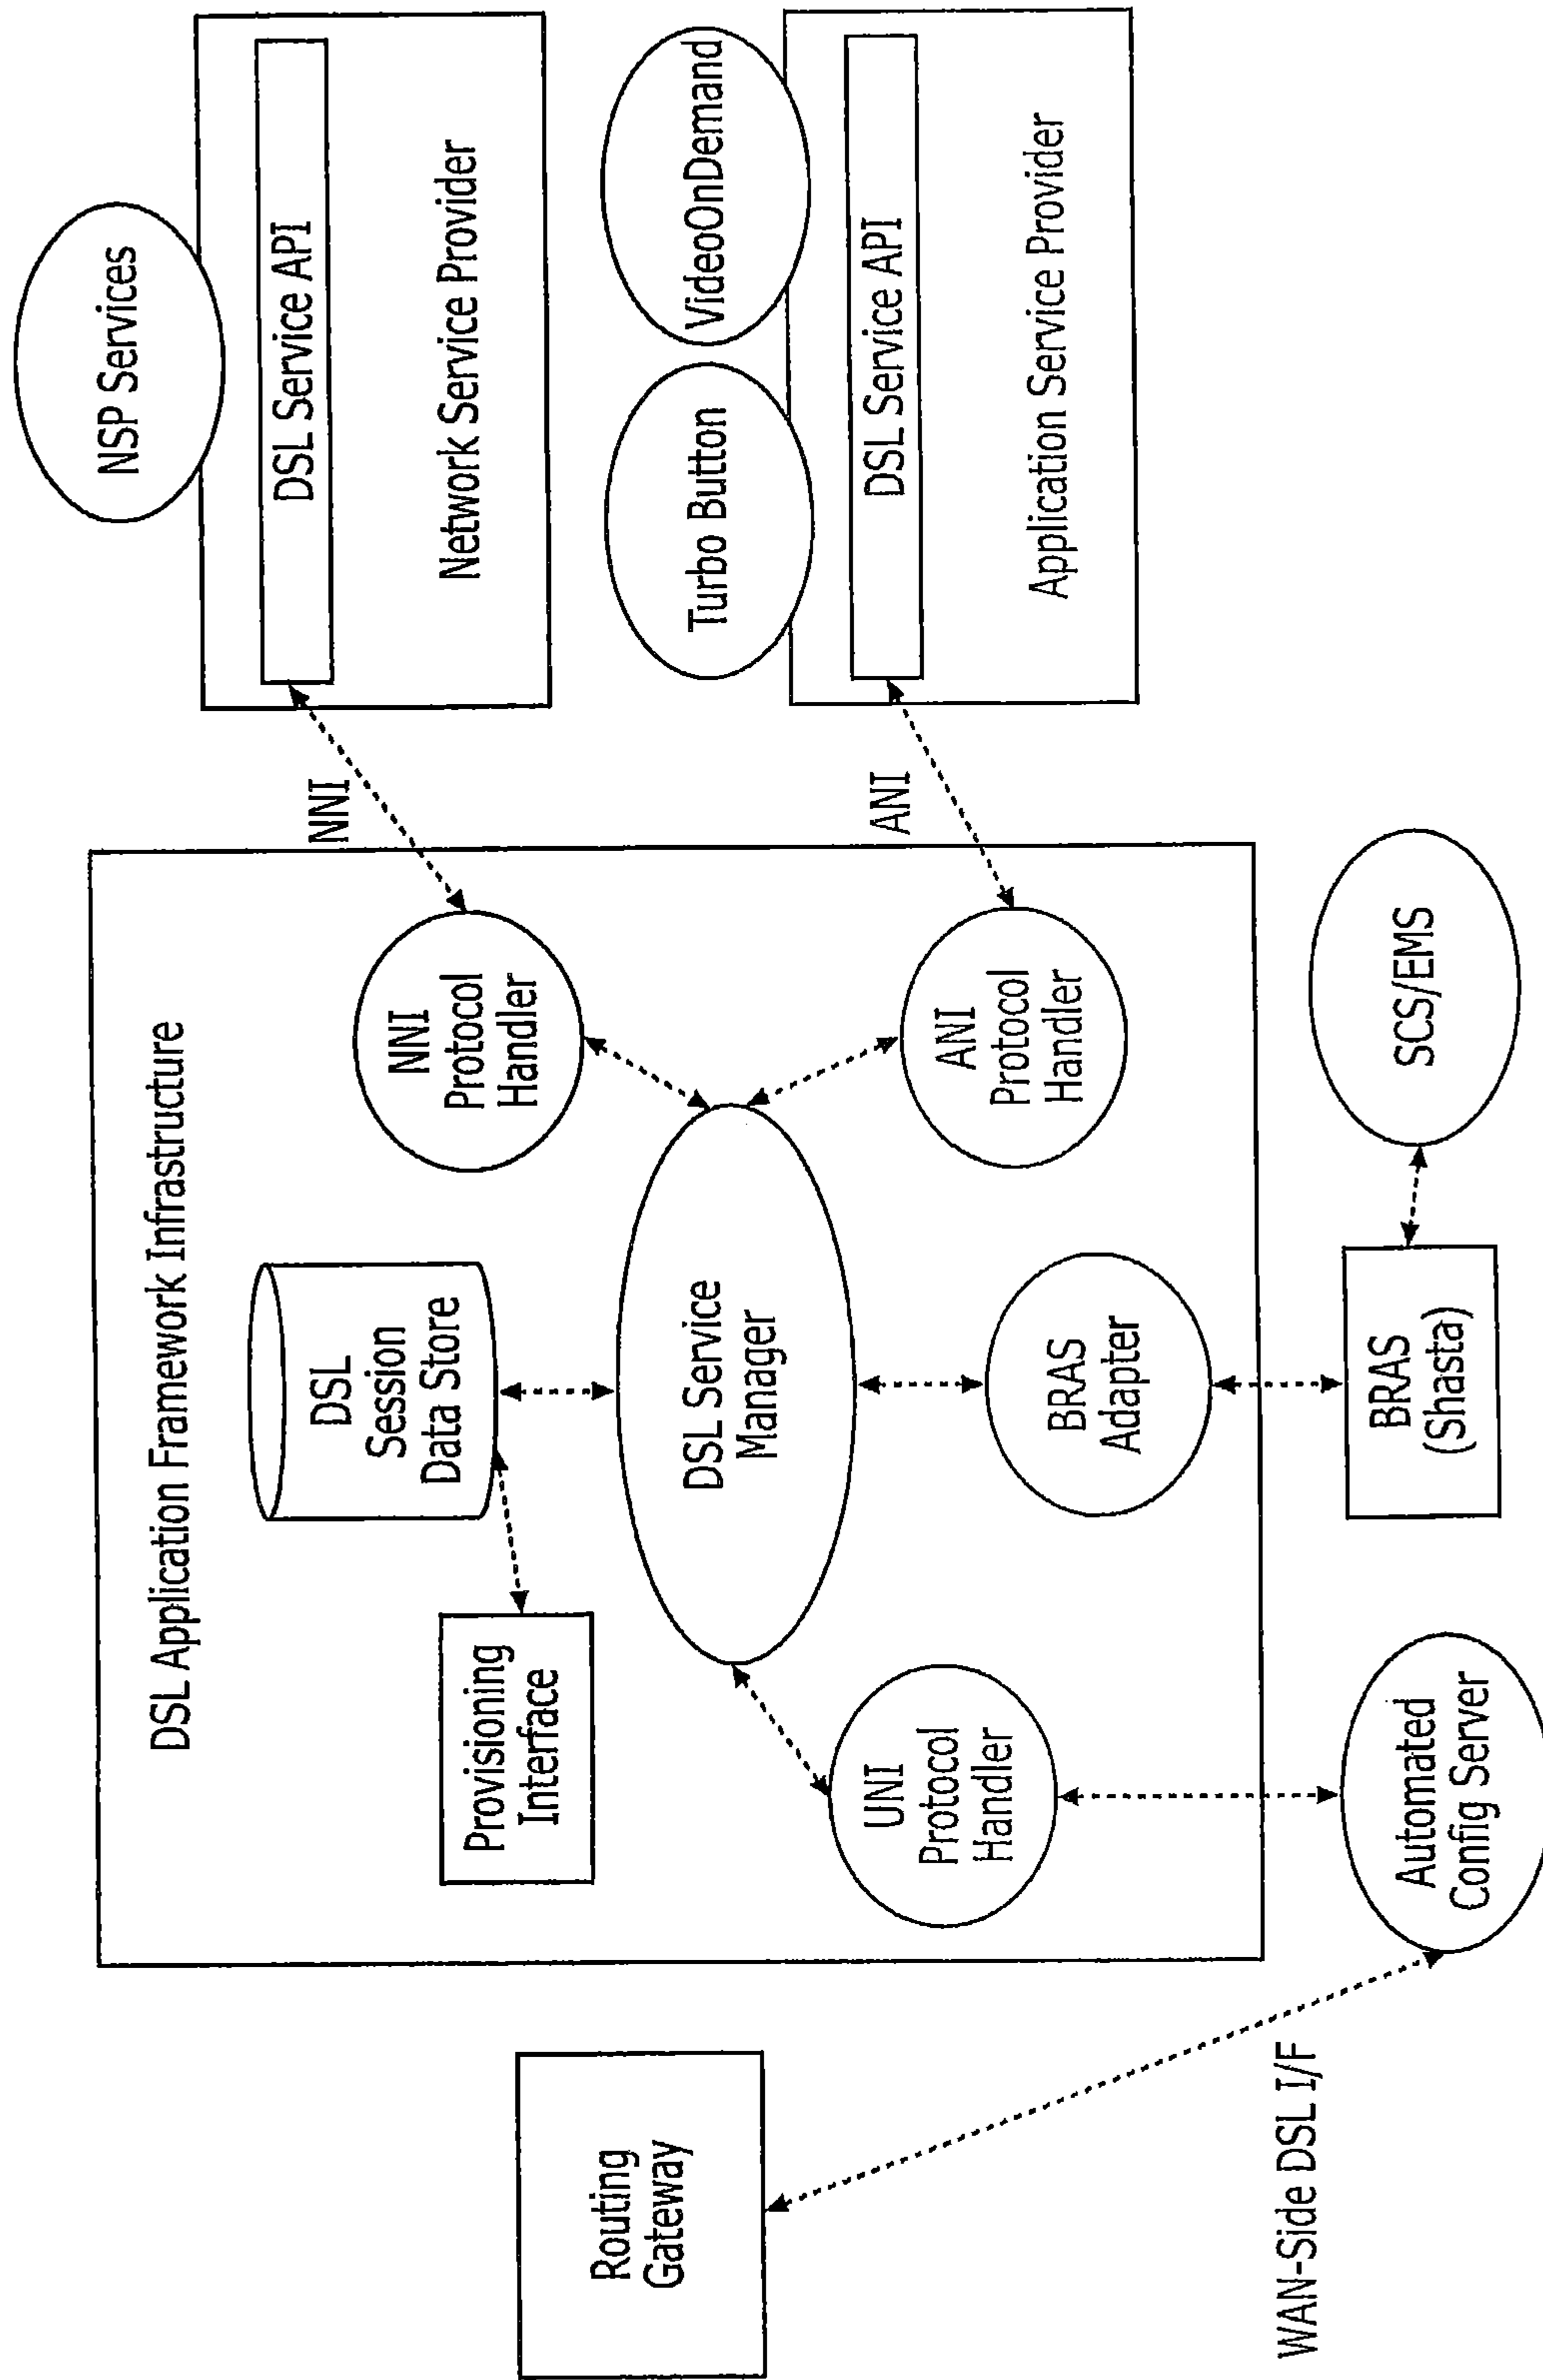 DSL Application Framework Infrastructure
Routing
Gateway
WAN-Side DSL I/F
Provisioning
Interface
DSL
Session
Data Store
DSL Service
Manager
UNI
Protocol
Handler
BRAS
Adapter
NNI
Protocol
Handler
ANI
Protocol
Handler
Automated
Config Server
BRAS
(Shasta)
SCS/EMS
NNI
ANI
NSP Services
DSL Service API
Network Service Provider
Turbo Button
VideoOnDemand
DSL Service API
Application Service Provider